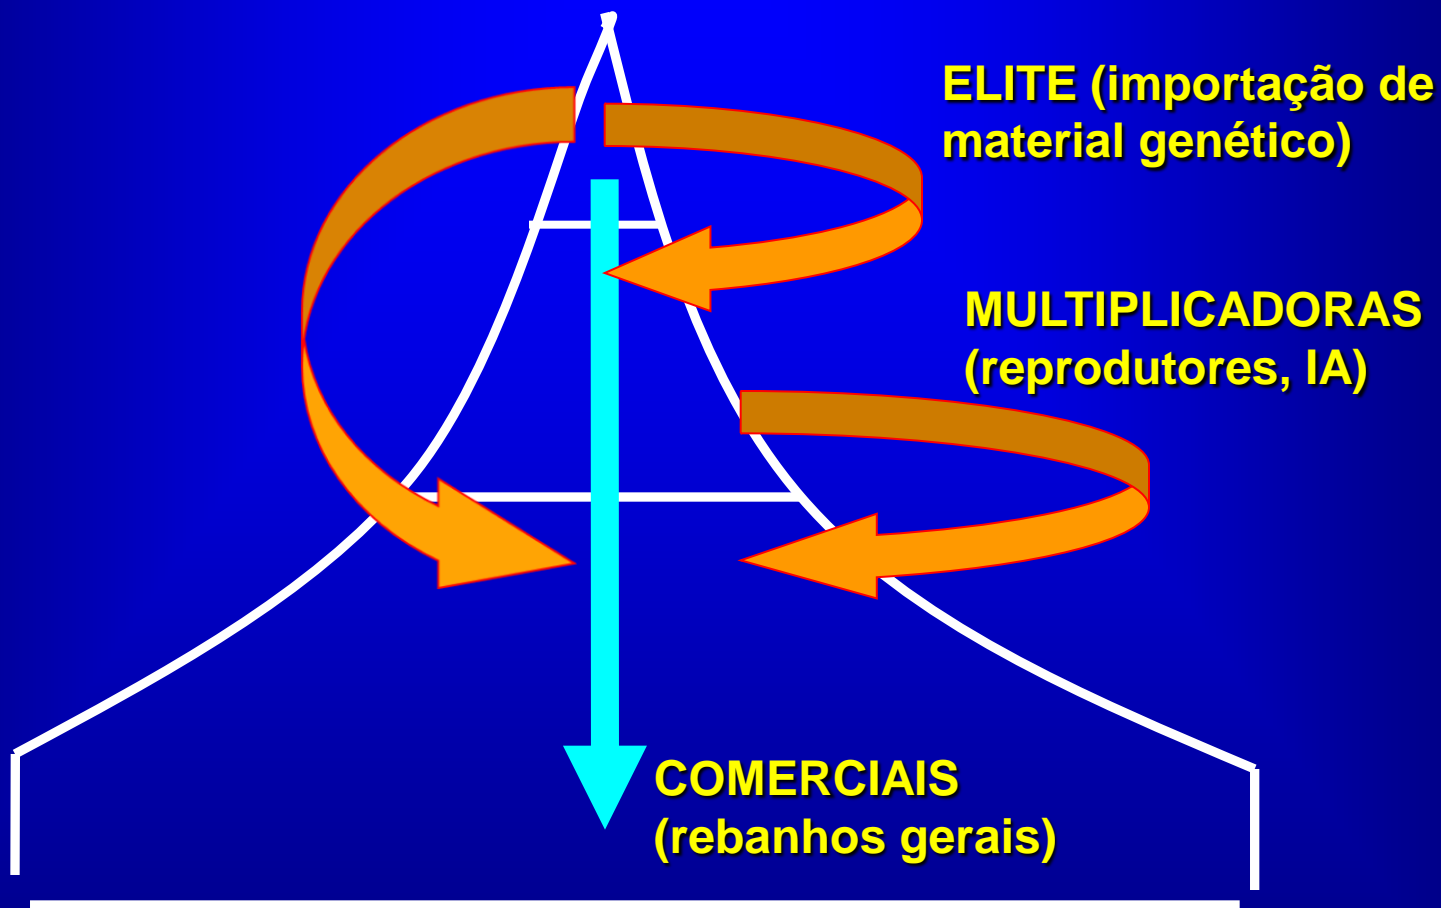 ELITE (importação de
material genético)
MULTIPLICADORAS
(reprodutores, IA)
COMERCIAIS
(rebanhos gerais)